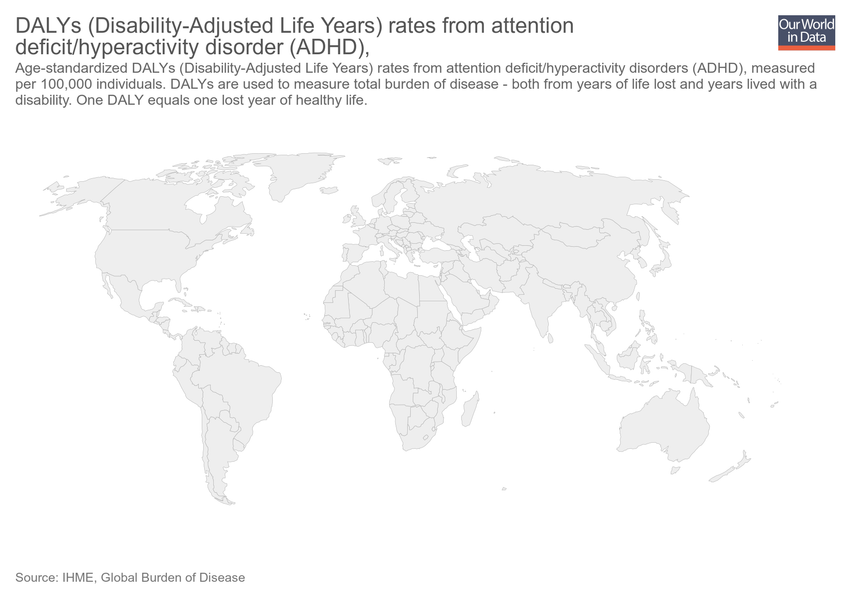 DALYs (Disability-Adjusted Life Years) rates from attention
deficit/hyperactivity disorder (ADHD),
Our World
in Data
Age-standardized DALYs (Disability-Adjusted Life Years) rates from attention deficit/hyperactivity disorders (ADHD), measured
per 100,000 individuals. DALYs are used to measure total burden of disease - both from years of life lost and years lived with a
disability. One DALY equals one lost year of healthy life.
Source: IHME, Global Burden of Disease